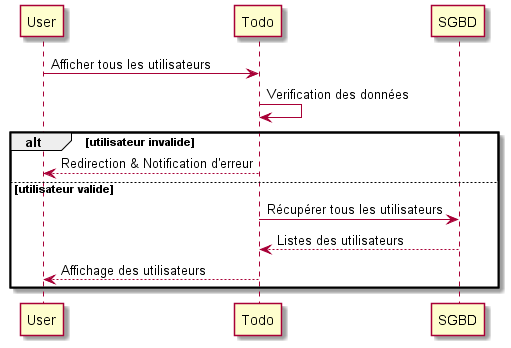 User Todo SGBD
Afficher tous les utilisateurs
Verification des données
alt [utilisateur invalide]
Redirection & Notification d'erreur
[utilisateur valide]
Récupérer tous les utilisateurs
Listes des utilisateurs
Affichage des utilisateurs
User Todo SGBD